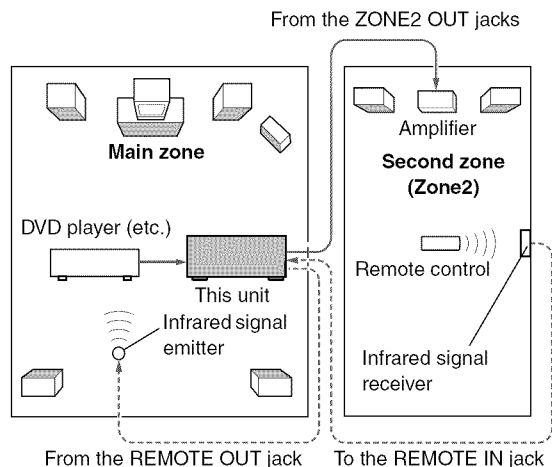 From the ZONE2 OUT jacks
Amplifier
Main zone
Second zone
(Zone2)
DVD player (etc.)
Remote control
This unit
Infrared signal
emitter
Infrared signal
receiver
From the REMOTE OUT jack
To the REMOTE IN jack